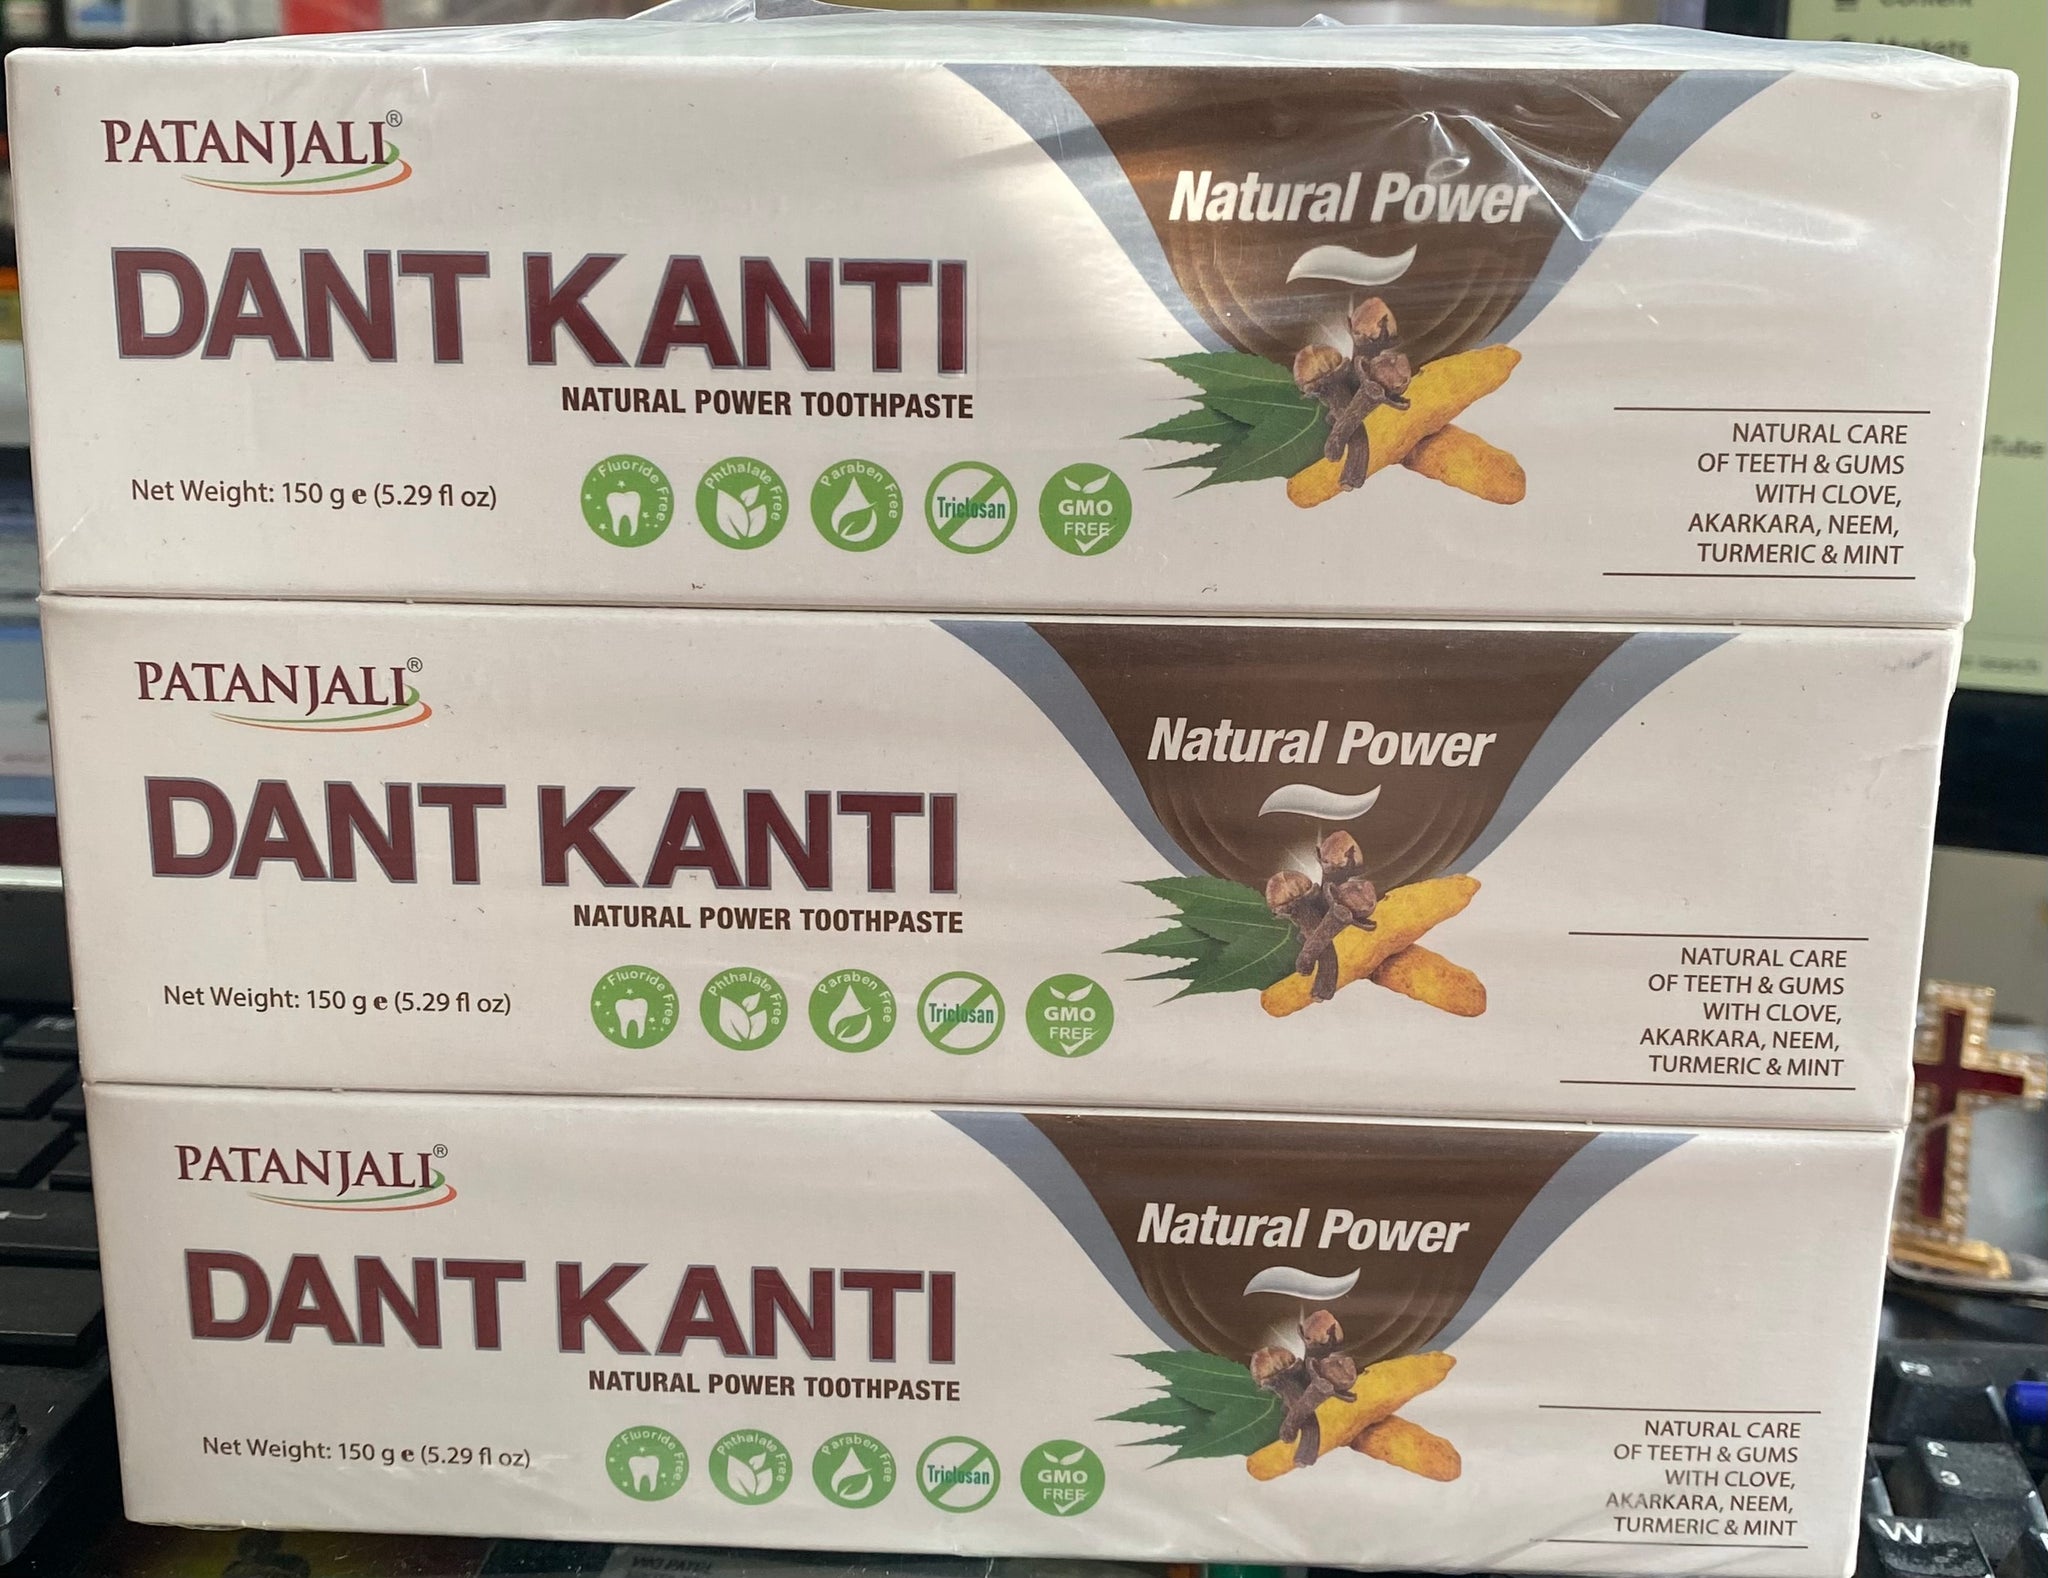 PATANJALI®
DANT KANTI
NATURAL POWER TOOTHPASTE
Net Weight: 150 g e (5.29 fl oz)
Fluoride Free
Phthalate Free
Paraben Free
Triclosan
GMO
FREE
Natural Power
NATURAL CARE
OF TEETH & GUMS
WITH CLOVE,
AKARKARA, NEEM,
TURMERIC & MINT
PATANJALI®
DANT KANTI
NATURAL POWER TOOTHPASTE
Net Weight: 150 g e (5.29 fl oz)
Fluoride Free
Phthalate Free
Paraben Free
Triclosan
GMO
FREE
Natural Power
NATURAL CARE
OF TEETH & GUMS
WITH CLOVE,
AKARKARA, NEEM,
TURMERIC & MINT
PATANJALI®
DANT KANTI
NATURAL POWER TOOTHPASTE
Net Weight: 150 g e (5.29 fl oz)
Fluoride Free
Phthalate Free
Paraben Free
Triclosan
GMO
FREE
Natural Power
NATURAL CARE
OF TEETH & GUMS
WITH CLOVE,
AKARKARA, NEEM,
TURMERIC & MINT
W